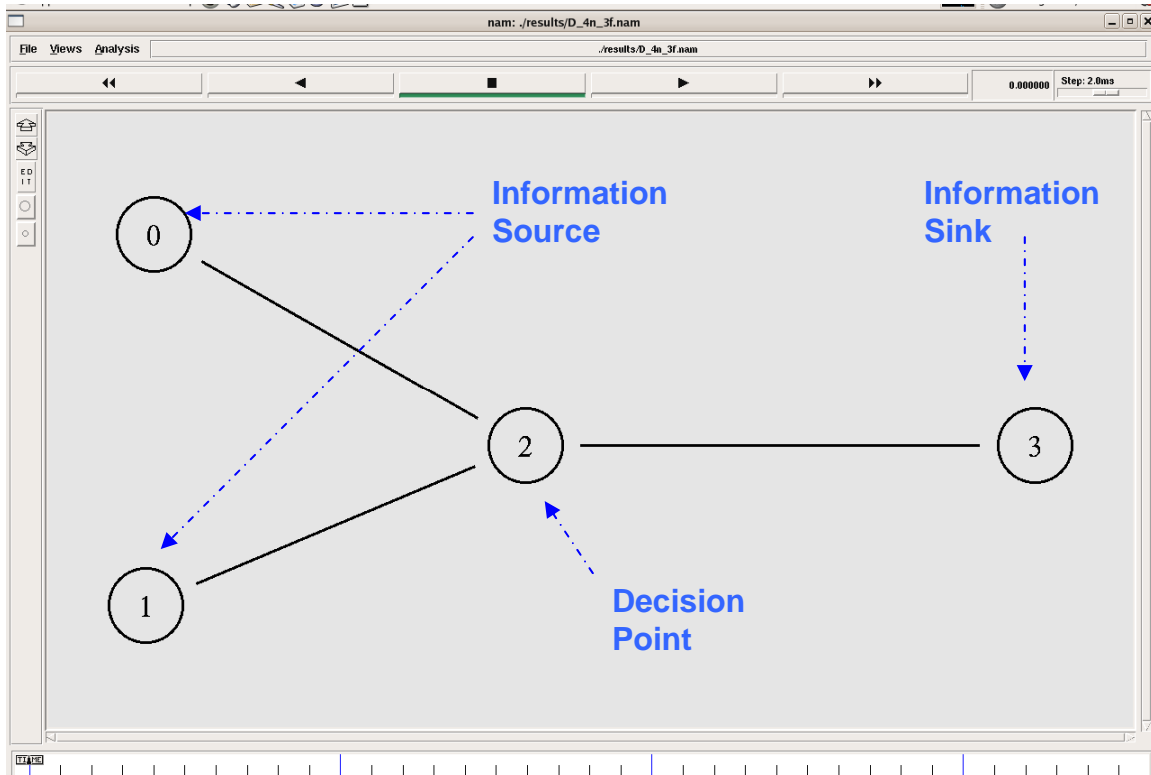 nam: ./results/D_4n_3f.nam
File Views Analysis ./results/D_4n_3f.nam
0.000000 Step: 2.0ms
ED
IT
Information
Source
Information
Sink
0
2
3
1
Decision
Point
TIME